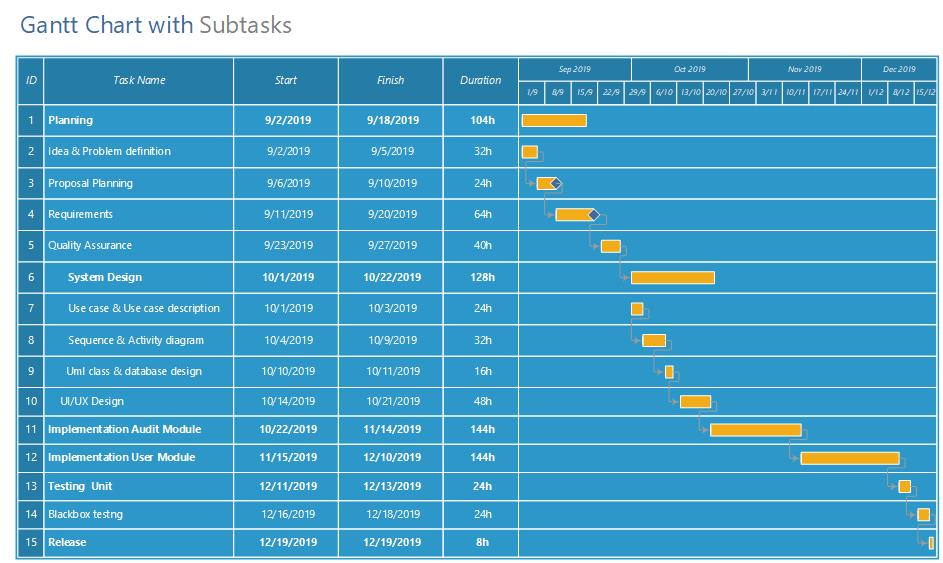 Gantt Chart with Subtasks
ID Task Name Start Finish Duration Sep 2019 Oct 2019 Nov 2019 Dec 2019
1/9 8/9 15/9 22/9 29/9 6/10 13/10 20/10 27/10 3/11 10/11 17/11 24/11 1/12 8/12 15/12
1 Planning 9/2/2019 9/18/2019 104h
2 Idea & Problem definition 9/2/2019 9/5/2019 32h
3 Proposal Planning 9/6/2019 9/10/2019 24h
4 Requirements 9/11/2019 9/20/2019 64h
5 Quality Assurance 9/23/2019 9/27/2019 40h
6 System Design 10/1/2019 10/22/2019 128h
7 Use case & Use case description 10/1/2019 10/3/2019 24h
8 Sequence & Activity diagram 10/4/2019 10/9/2019 32h
9 Uml class & database design 10/10/2019 10/11/2019 16h
10 UI/UX Design 10/14/2019 10/21/2019 48h
11 Implementation Audit Module 10/22/2019 11/14/2019 144h
12 Implementation User Module 11/15/2019 12/10/2019 144h
13 Testing Unit 12/11/2019 12/13/2019 24h
14 Blackbox testng 12/16/2019 12/18/2019 24h
15 Release 12/19/2019 12/19/2019 8h